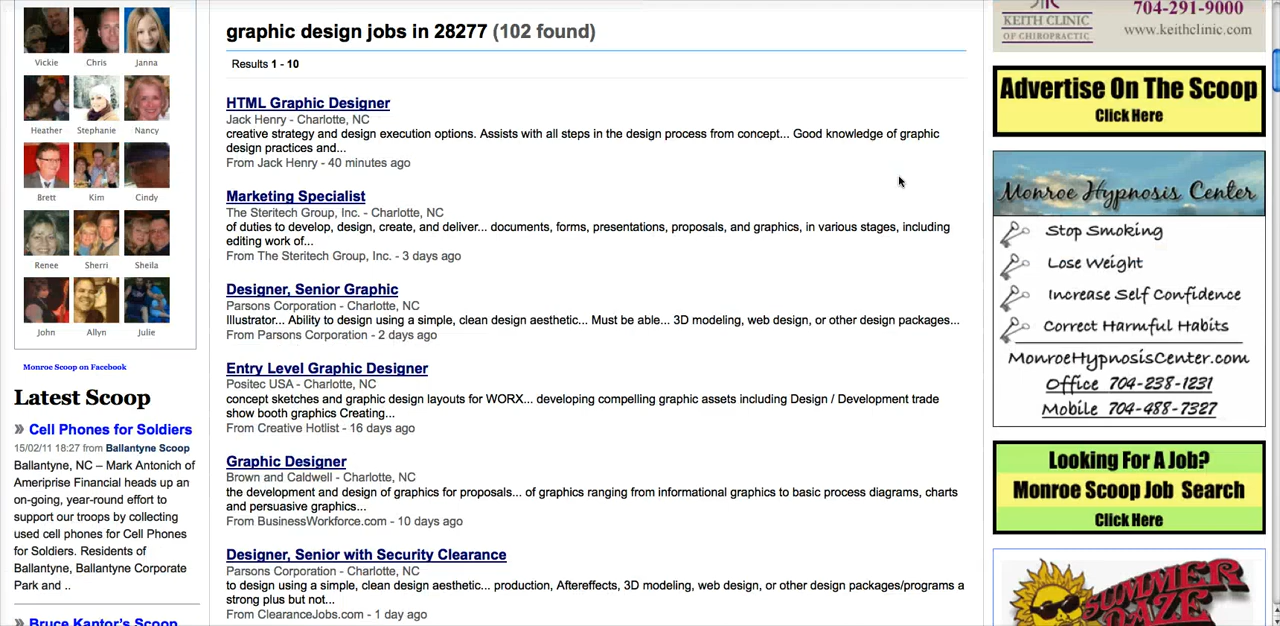 Vickie Chris Janna
Heather Stephanie Nancy
Brett Kim Cindy
Renee Sherri Sheila
John Allyn Julie
Monroe Scoop on Facebook
Latest Scoop
» Cell Phones for Soldiers
15/02/11 18:27 from Ballantyne Scoop
Ballantyne, NC – Mark Antonich of
Ameriprise Financial heads up an
on-going, year-round effort to
support our troops by collecting
used cell phones for Cell Phones
for Soldiers. Residents of
Ballantyne, Ballantyne Corporate
Park and ..
» Bruce Kantor's Scoop
graphic design jobs in 28277 (102 found)
Results 1 - 10
HTML Graphic Designer
Jack Henry - Charlotte, NC
creative strategy and design execution options. Assists with all steps in the design process from concept... Good knowledge of graphic
design practices and...
From Jack Henry - 40 minutes ago
Marketing Specialist
The Steritech Group, Inc. - Charlotte, NC
of duties to develop, design, create, and deliver... documents, forms, presentations, proposals, and graphics, in various stages, including
editing work of...
From The Steritech Group, Inc. - 3 days ago
Designer, Senior Graphic
Parsons Corporation - Charlotte, NC
Illustrator... Ability to design using a simple, clean design aesthetic... Must be able... 3D modeling, web design, or other design packages...
From Parsons Corporation - 2 days ago
Entry Level Graphic Designer
Positec USA - Charlotte, NC
concept sketches and graphic design layouts for WORX... developing compelling graphic assets including Design / Development trade
show booth graphics Creating...
From Creative Hotlist - 16 days ago
Graphic Designer
Brown and Caldwell - Charlotte, NC
the development and design of graphics for proposals... of graphics ranging from informational graphics to basic process diagrams, charts
and persuasive graphics...
From BusinessWorkforce.com - 10 days ago
Designer, Senior with Security Clearance
Parsons Corporation - Charlotte, NC
to design using a simple, clean design aesthetic... production, Aftereffects, 3D modeling, web design, or other design packages/programs a
strong plus but not...
From ClearanceJobs.com - 1 day ago
704-291-9000
KEITH CLINIC
OF CHIROPRACTIC
www.keithclinic.com
Advertise On The Scoop
Click Here
Monroe Hypnosis Center
Stop Smoking
Lose Weight
Increase Self Confidence
Correct Harmful Habits
MonroeHypnosisCenter.com
Office 704-238-1231
Mobile 704-488-7327
Looking For A Job?
Monroe Scoop Job Search
Click Here
SUMMER
DAZE